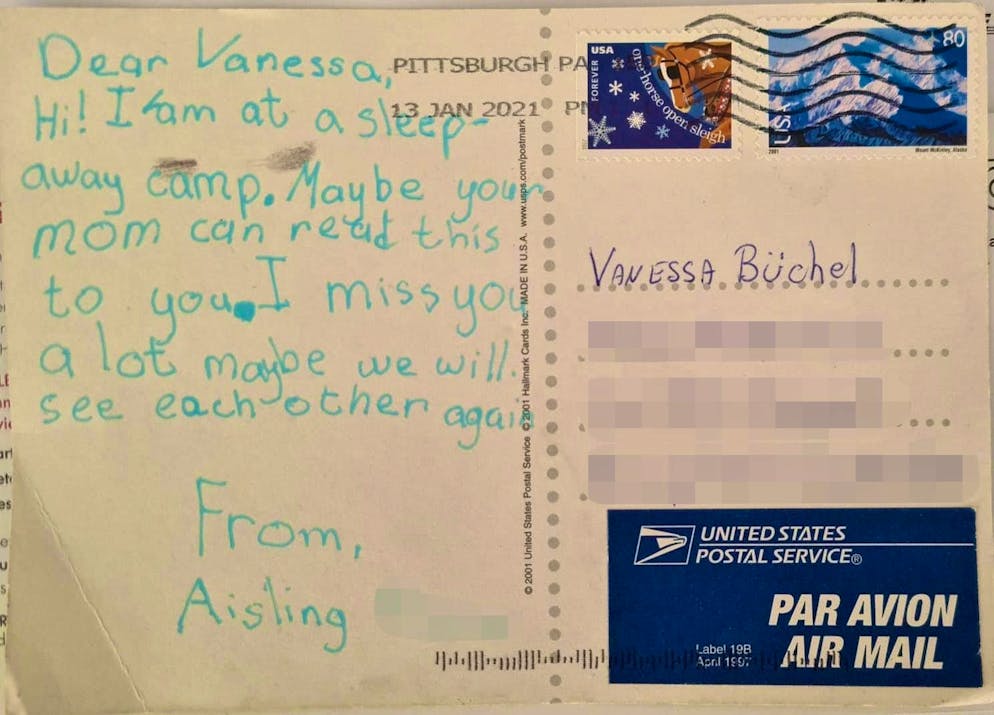 Dear Vanessa,
Hi! I am at a sleep-
away camp. Maybe your
mom can read this
to you. I miss you
a lot maybe we will.
see each other again
From,
Aisling
PITTSBURGH PA
13 JAN 2021 PM
© 2001 United States Postal Service © 2001 Hallmark Cards Inc. MADE IN U.S.A. www.usps.com/postmark
USA
FOREVER
one-horse open sleigh
80
USA
2001
Mount McKinley, Alaska
VANESSA Büchel
UNITED STATES
POSTAL SERVICE®
PAR AVION
AIR MAIL
Label 19B
April 1997